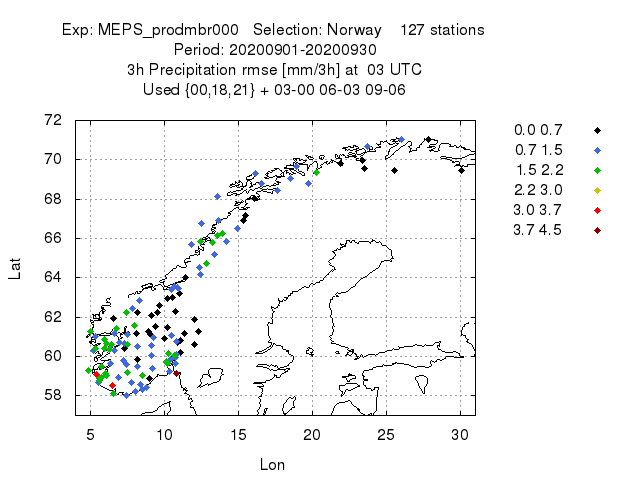 Exp: MEPS_prodmbr000 Selection: Norway 127 stations
Period: 20200901-20200930
3h Precipitation rmse [mm/3h] at 03 UTC
Used {00,18,21} + 03-00 06-03 09-06
72
70
68
66
64
62
60
58
Lat
5 10 15 20 25 30
Lon
0.0 0.7
0.7 1.5
1.5 2.2
2.2 3.0
3.0 3.7
3.7 4.5